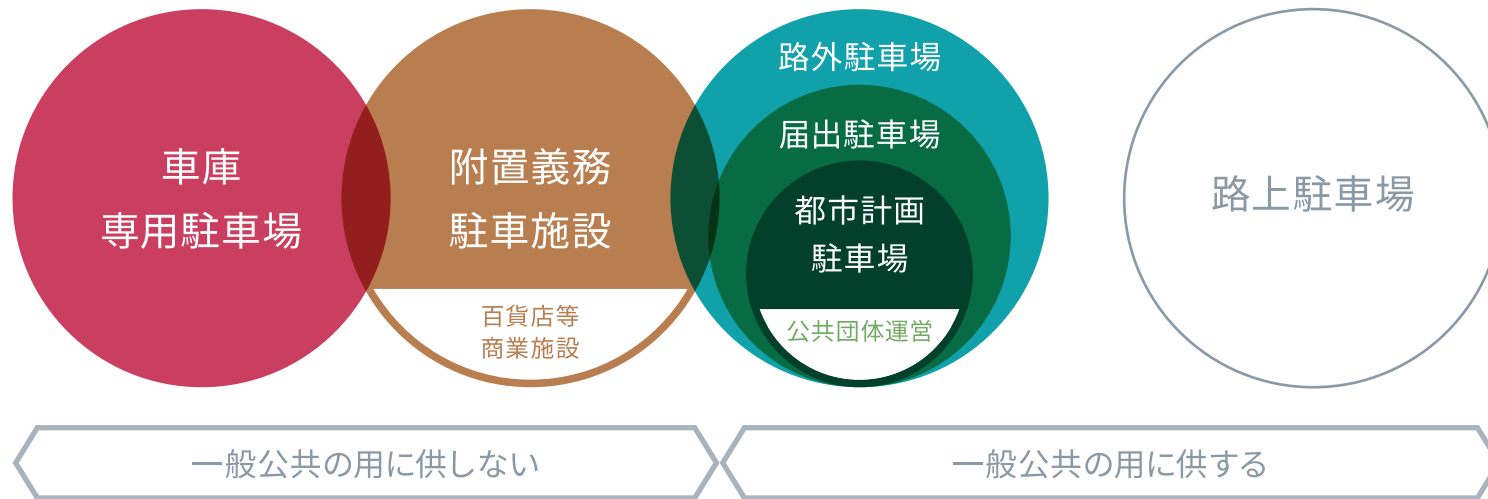 車庫
専用駐車場
附置義務
駐車施設
百貨店等
商業施設
路外駐車場
届出駐車場
都市計画
駐車場
公共団体運営
路上駐車場
一般公共の用に供しない
一般公共の用に供する